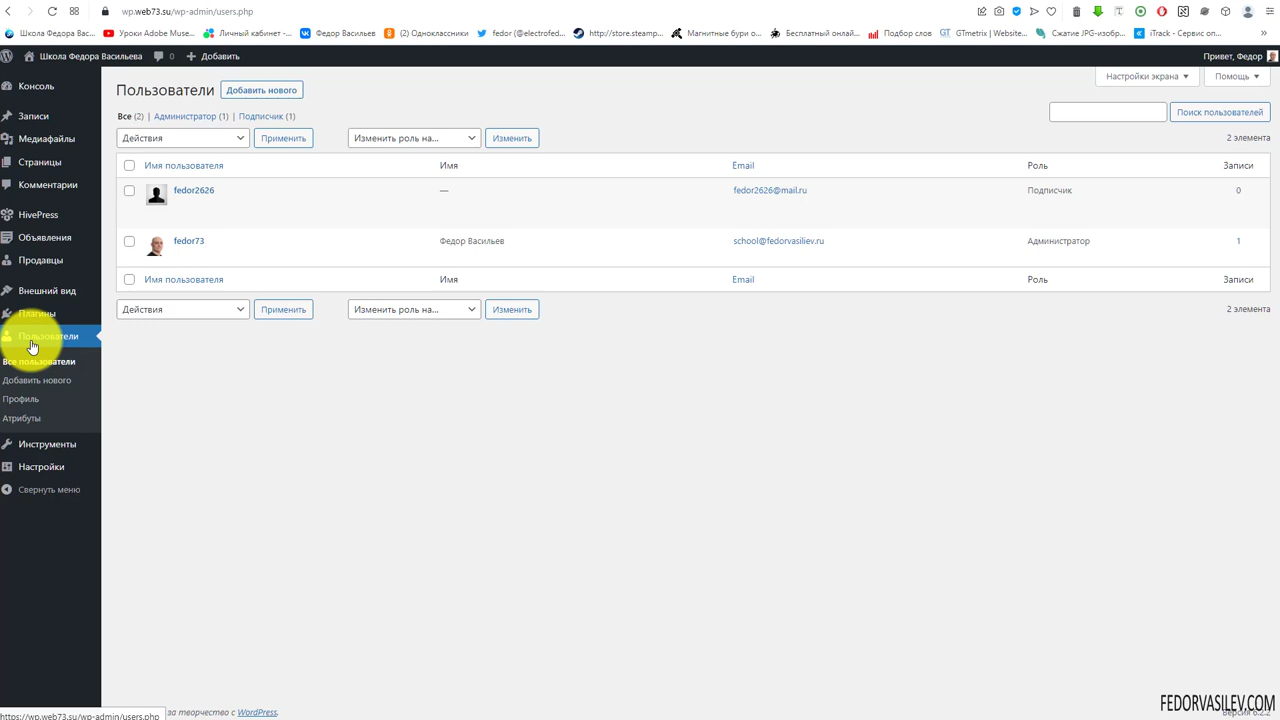 wp.web73.su/wp-admin/users.php
Школа Федора Вас... Уроки Adobe Muse... Личный кабинет -... Федор Васильев (2) Одноклассники fedor (@electrofed... http://store.steamp... Магнитные бури о... Бесплатный онлай... Подбор слов GTmetrix | Website... Сжатие JPG-изобр... iTrack - Сервис оп... »
Школа Федора Васильева 0 Добавить Привет, Федор
Консоль
Записи
Медиафайлы
Страницы
Комментарии
HivePress
Объявления
Продавцы
Внешний вид
Плагины
Пользователи
Все пользователи
Добавить нового
Профиль
Атрибуты
Инструменты
Настройки
Свернуть меню
Настройки экрана Помощь
Пользователи Добавить нового
Все (2) | Администратор (1) | Подписчик (1)
Поиск пользователей
Действия Применить Изменить роль на... Изменить 2 элемента
Имя пользователя Имя Email Роль Записи
fedor2626 — fedor2626@mail.ru Подписчик 0
fedor73 Федор Васильев school@fedorvasiliev.ru Администратор 1
Имя пользователя Имя Email Роль Записи
Действия Применить Изменить роль на... Изменить 2 элемента
FEDORVASILEV.COM
https://wp.web73.su/wp-admin/users.php за творчество с WordPress. Версия 6.2.2